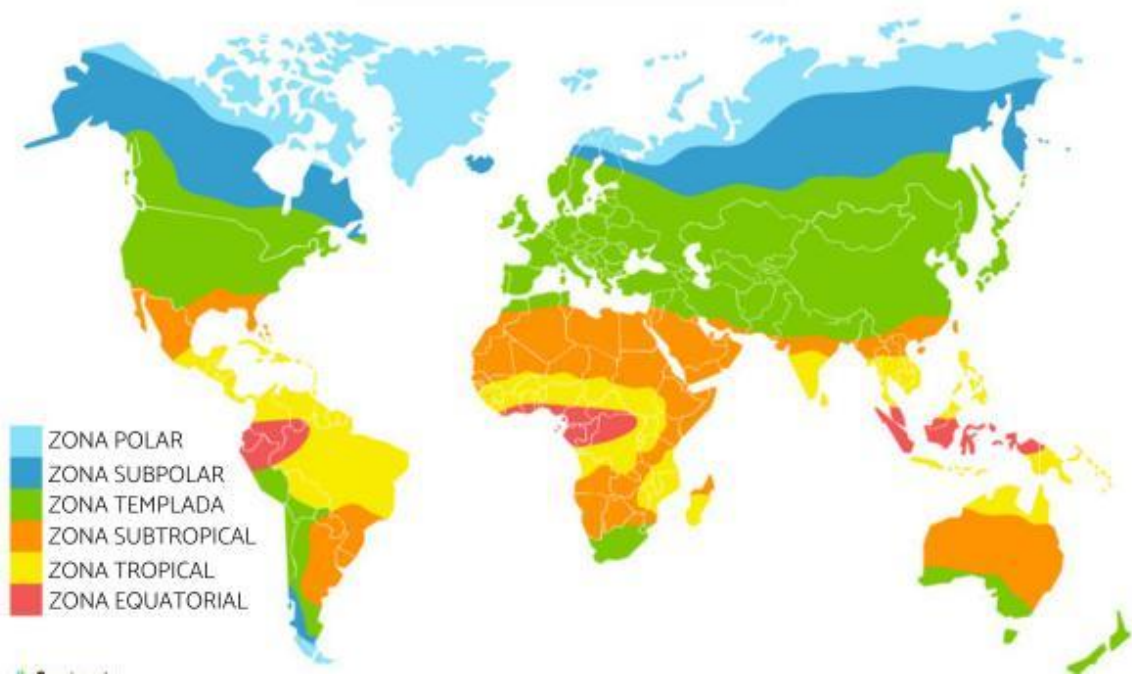 ZONA POLAR
ZONA SUBPOLAR
ZONA TEMPLADA
ZONA SUBTROPICAL
ZONA TROPICAL
ZONA EQUATORIAL